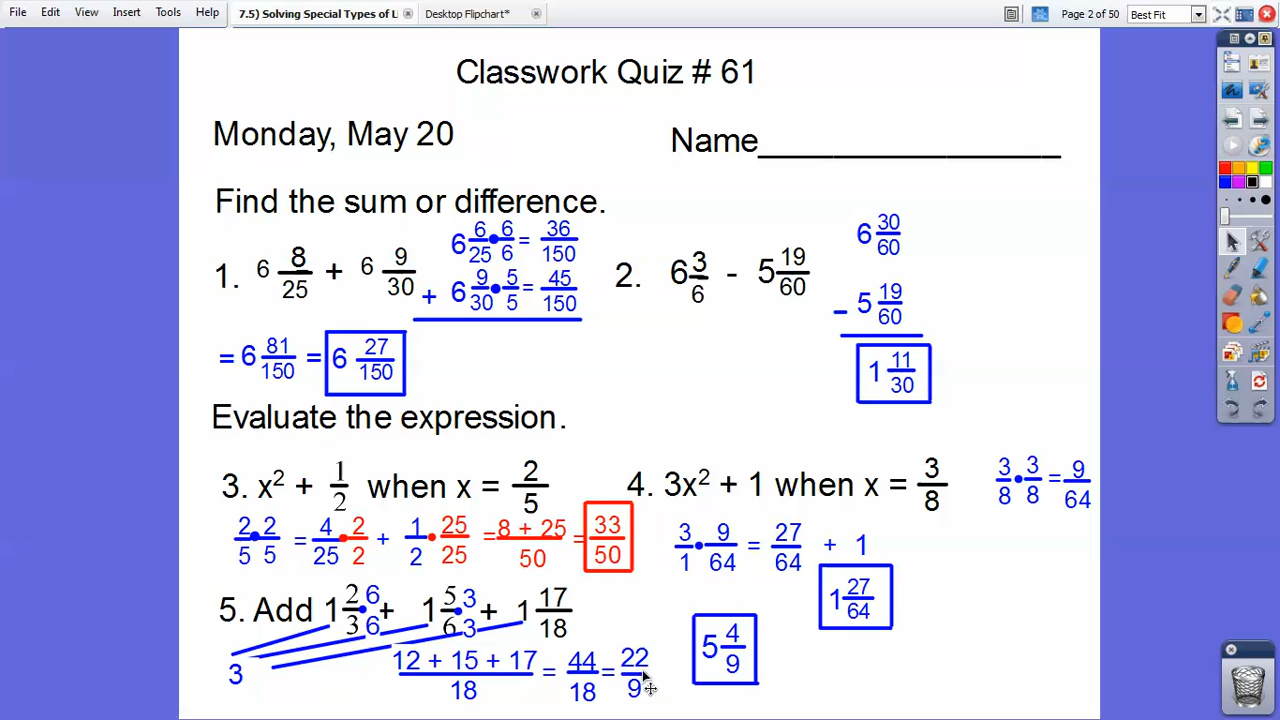 File Edit View Insert Tools Help
7.5) Solving Special Types of L
Desktop Flipchart*
Page 2 of 50
Best Fit
Classwork Quiz # 61
Monday, May 20
Name__________________
Find the sum or difference.
1. 6 8/25 + 6 9/30
6 6/25 • 6/6 = 36/150
+ 6 9/30 • 5/5 = 45/150
= 6 81/150 = 6 27/150
2. 6 3/6 - 5 19/60
6 30/60
- 5 19/60
1 11/30
Evaluate the expression.
3. x² + 1/2 when x = 2/5
2/5 • 2/5 = 4/25 • 2/2 + 1/2 • 25/25 = 8 + 25/50 = 33/50
4. 3x² + 1 when x = 3/8
3/8 • 3/8 = 9/64
3/1 • 9/64 = 27/64 + 1
1 27/64
5. Add 1 2/3 • 6/6 + 1 5/6 • 3/3 + 1 17/18
3
12 + 15 + 17/18 = 44/18 = 22/9
5 4/9